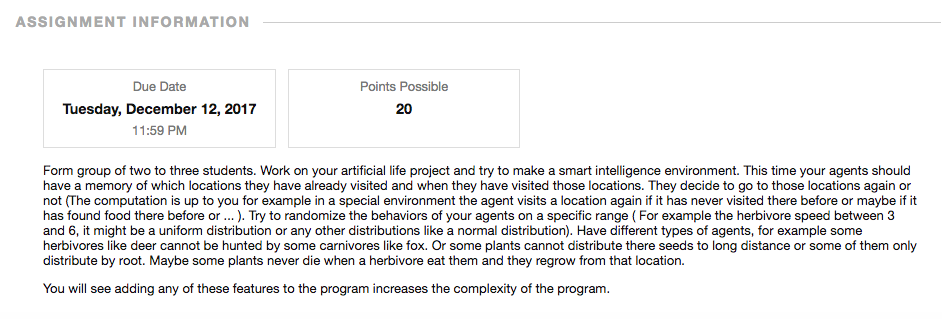 ASSIGNMENT INFORMATION
Due Date
Tuesday, December 12, 2017
11:59 PM
Points Possible
20
Form group of two to three students. Work on your artificial life project and try to make a smart intelligence environment. This time your agents should
have a memory of which locations they have already visited and when they have visited those locations. They decide to go to those locations again or
not (The computation is up to you for example in a special environment the agent visits a location again if it has never visited there before or maybe if it
has found food there before or ... ). Try to randomize the behaviors of your agents on a specific range ( For example the herbivore speed between 3
and 6, it might be a uniform distribution or any other distributions like a normal distribution). Have different types of agents, for example some
herbivores like deer cannot be hunted by some carnivores like fox. Or some plants cannot distribute there seeds to long distance or some of them only
distribute by root. Maybe some plants never die when a herbivore eat them and they regrow from that location.
You will see adding any of these features to the program increases the complexity of the program.